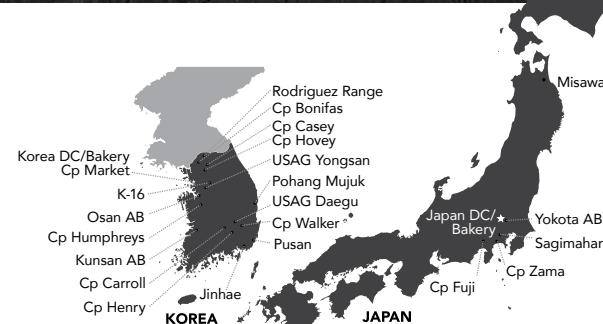 Rodriguez Range
Cp Bonifas
Cp Casey
Cp Hovey
USAG Yongsan
Pohang Mujuk
USAG Daegu
Cp Walker
Pusan
Korea DC/Bakery
Cp Market
K-16
Osan AB
Cp Humphreys
Kunsan AB
Cp Carroll
Cp Henry
Jinhae
KOREA
Misawa
Japan DC/
Bakery
Yokota AB
Sagimahar
Cp Zama
Cp Fuji
JAPAN